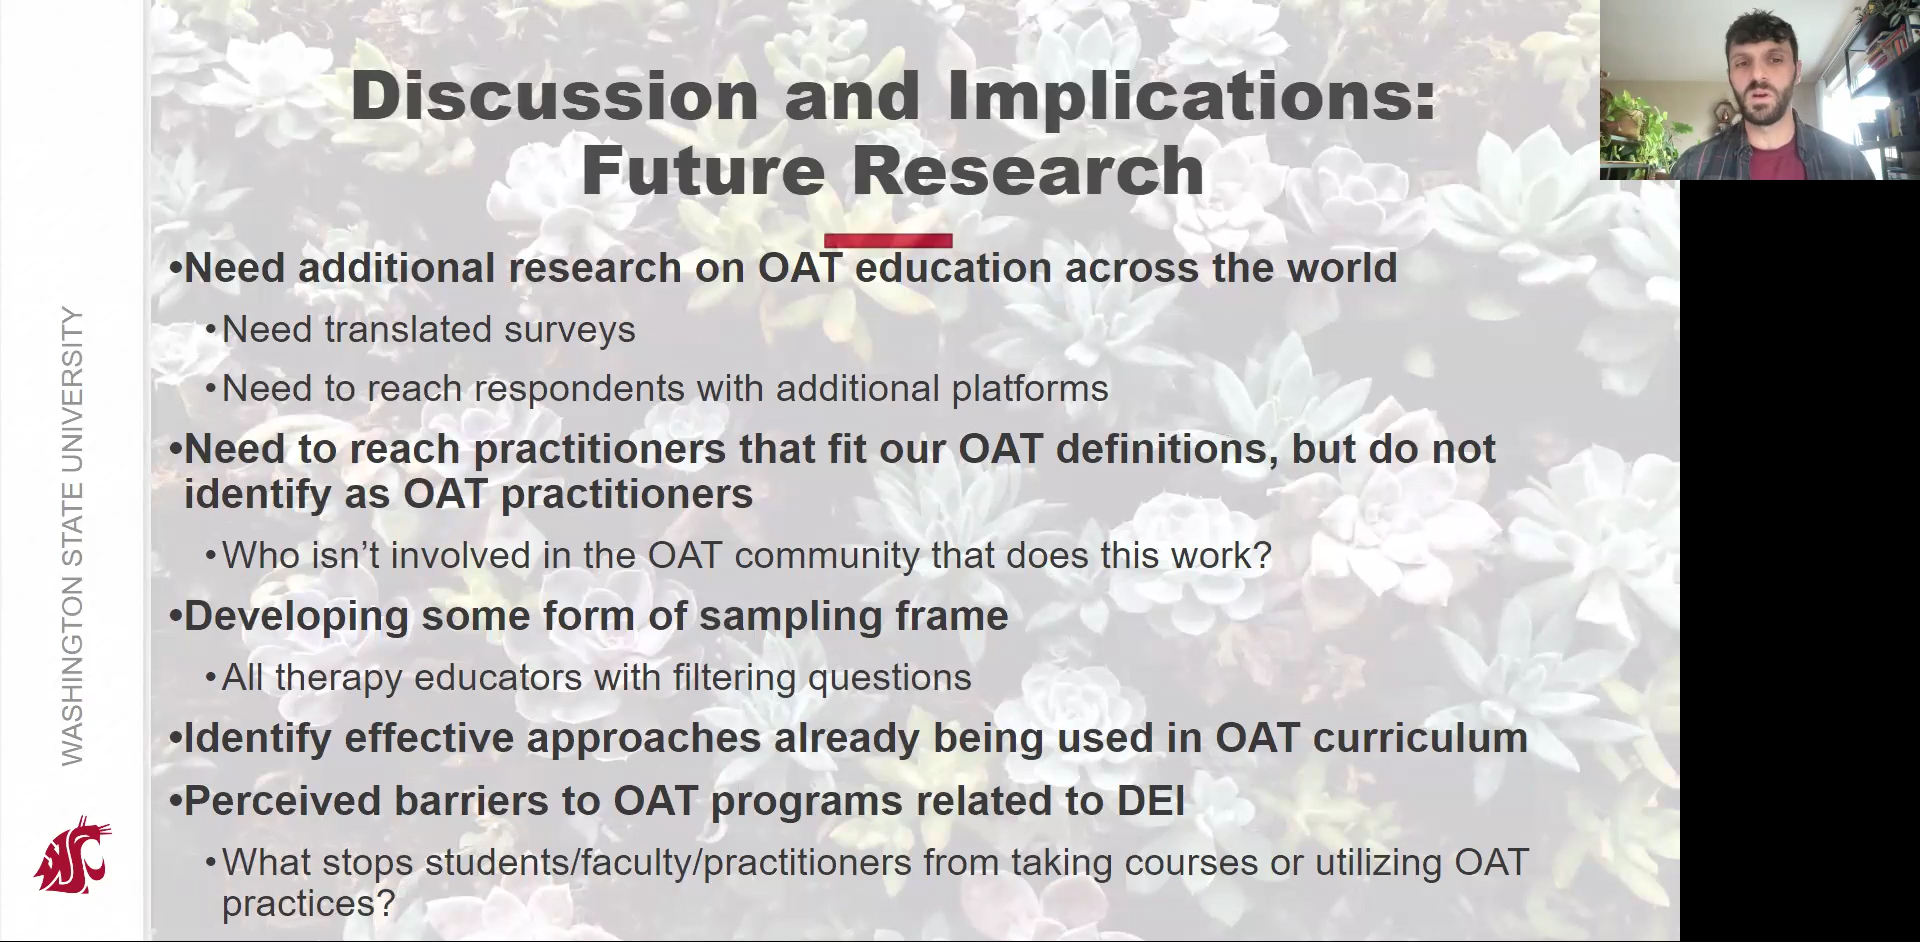 Discussion and Implications:
Future Research
•Need additional research on OAT education across the world
•Need translated surveys
•Need to reach respondents with additional platforms
•Need to reach practitioners that fit our OAT definitions, but do not
identify as OAT practitioners
•Who isn’t involved in the OAT community that does this work?
•Developing some form of sampling frame
•All therapy educators with filtering questions
•Identify effective approaches already being used in OAT curriculum
•Perceived barriers to OAT programs related to DEI
•What stops students/faculty/practitioners from taking courses or utilizing OAT
practices?
WASHINGTON STATE UNIVERSITY
WSC